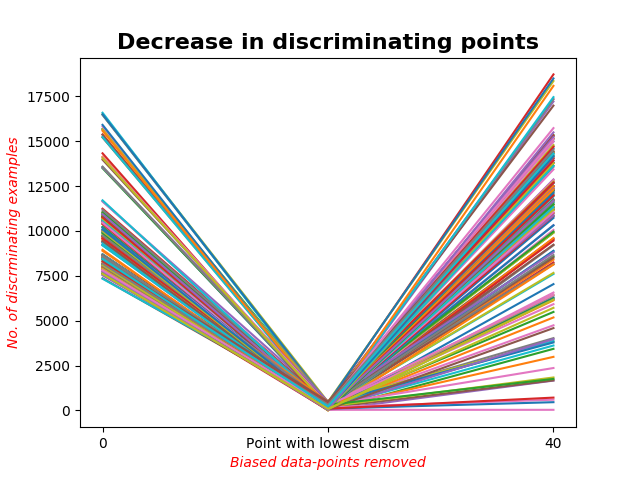 Decrease in discriminating points
No. of discrminating examples
17500
15000
12500
10000
7500
5000
2500
0
0
Point with lowest discm
40
Biased data-points removed